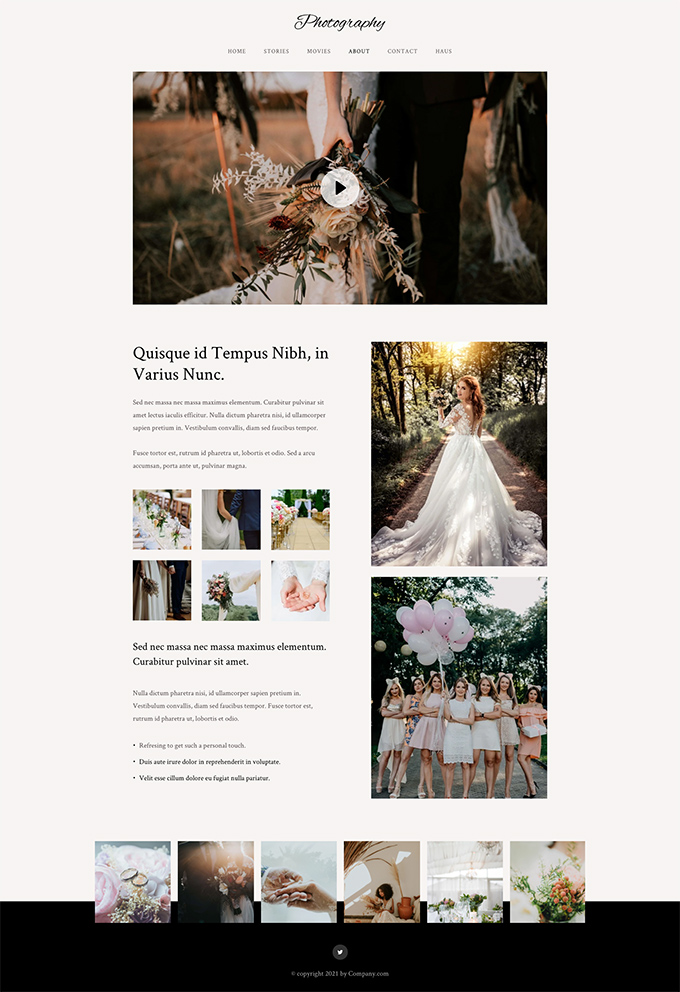 Photography
HOME STORIES MOVIES ABOUT CONTACT HAUS
Quisque id Tempus Nibh, in
Varius Nunc.
Sed nec massa nec massa maximus elementum. Curabitur pulvinar sit
amet lectus iaculis efficitur. Nulla dictum pharetra nisi, id ullamcorper
sapien pretium in. Vestibulum convallis, diam sed faucibus tempor.
Fusce tortor est, rutrum id pharetra ut, lobortis et odio. Sed a arcu
accumsan, porta ante ut, pulvinar magna.
Sed nec massa nec massa maximus elementum.
Curabitur pulvinar sit amet.
Nulla dictum pharetra nisi, id ullamcorper sapien pretium in.
Vestibulum convallis, diam sed faucibus tempor. Fusce tortor est,
rutrum id pharetra ut, lobortis et odio.
• Refresing to get such a personal touch.
• Duis aute irure dolor in reprehenderit in voluptate.
• Velit esse cillum dolore eu fugiat nulla pariatur.
© copyright 2021 by Company.com